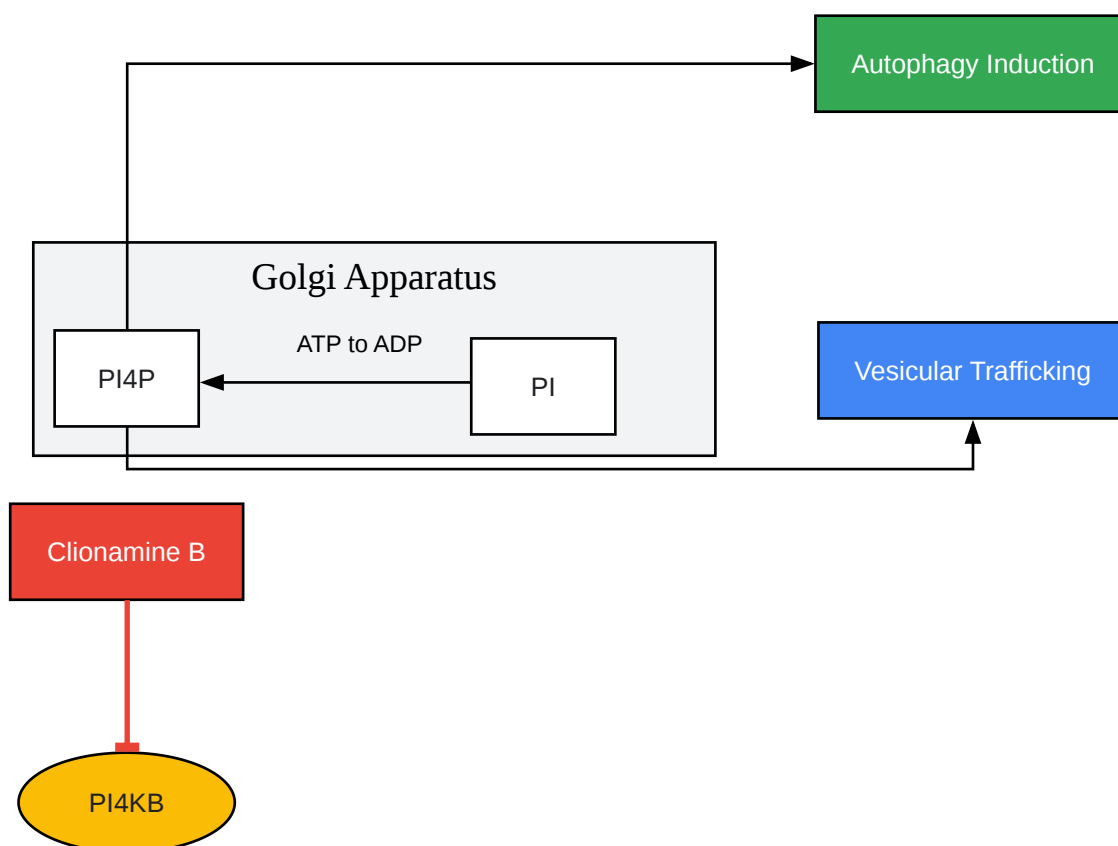 Autophagy Induction
Golgi Apparatus
ATP to ADP
PI4P
PI
Vesicular Trafficking
Clionamine B
PI4KB